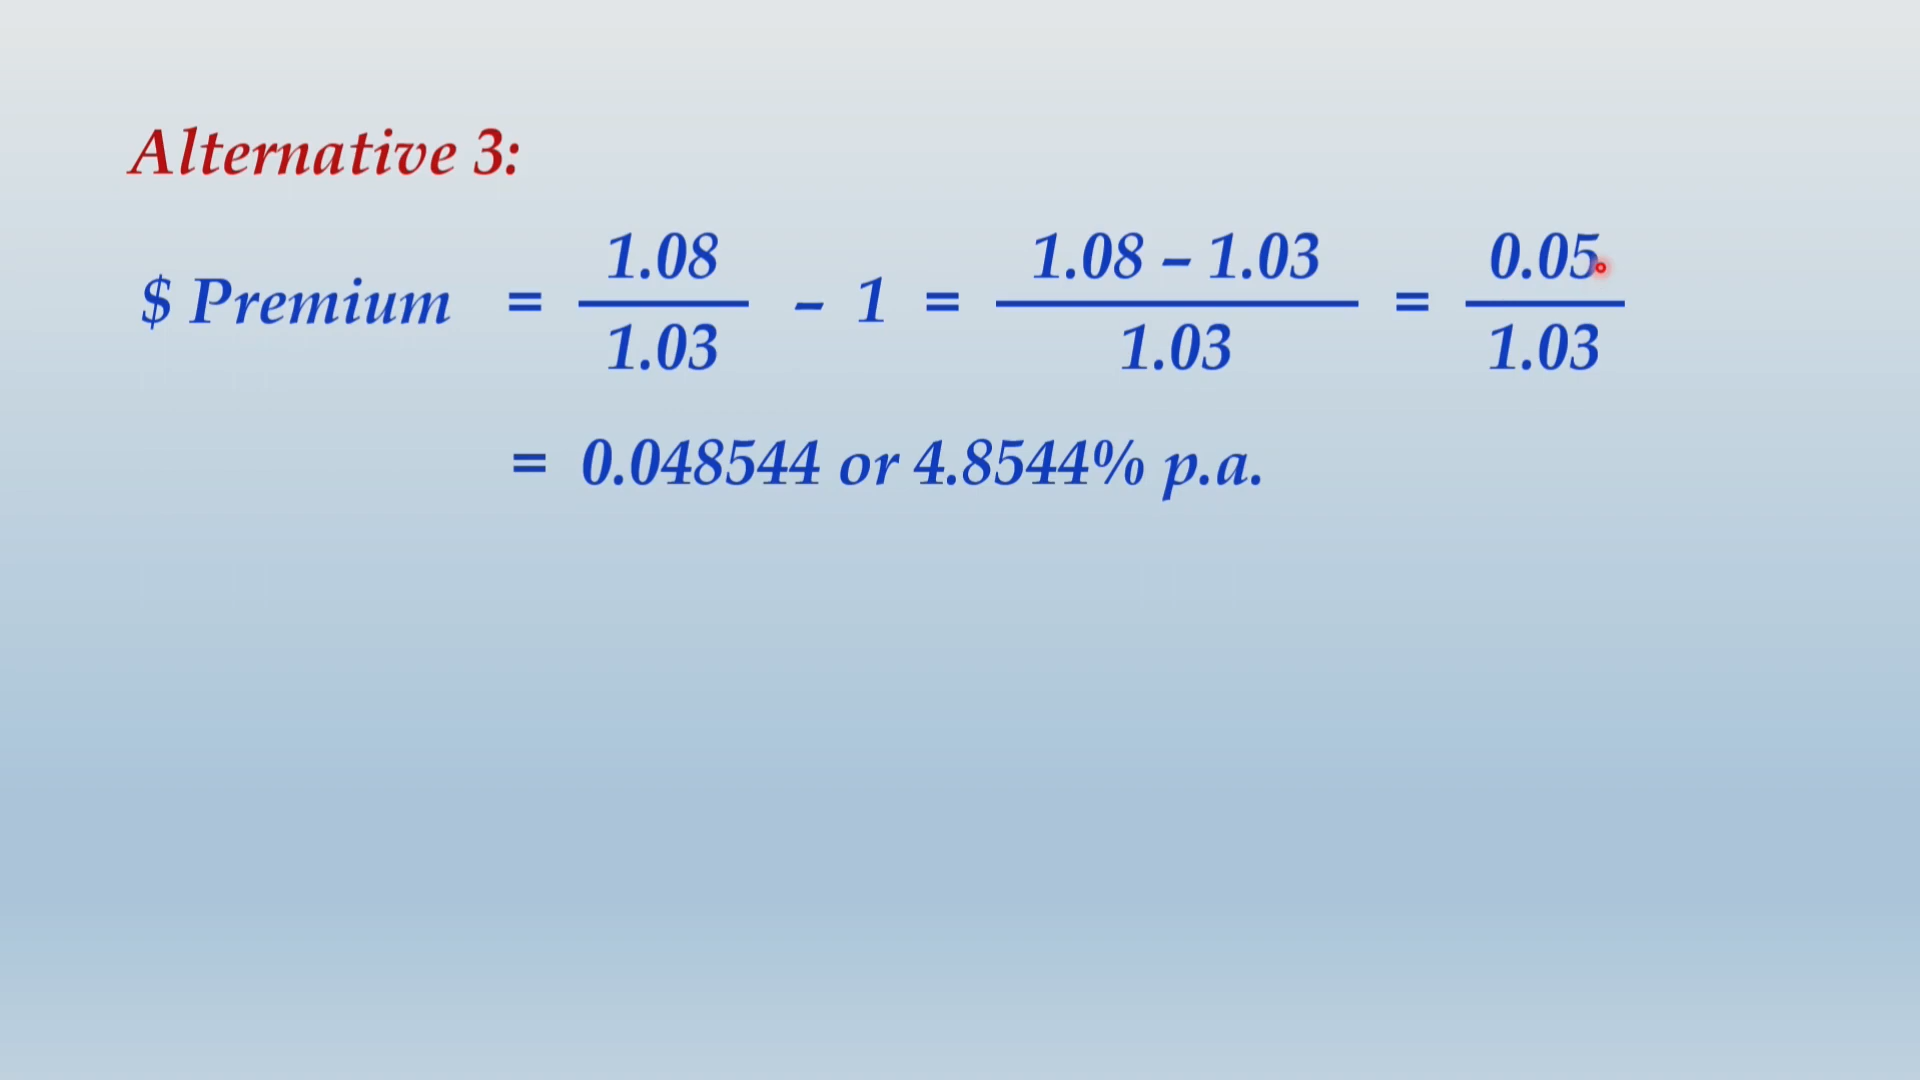 Alternative 3:
$ Premium = 1.08 / 1.03 – 1 = 1.08 – 1.03 / 1.03 = 0.05 / 1.03
= 0.048544 or 4.8544% p.a.